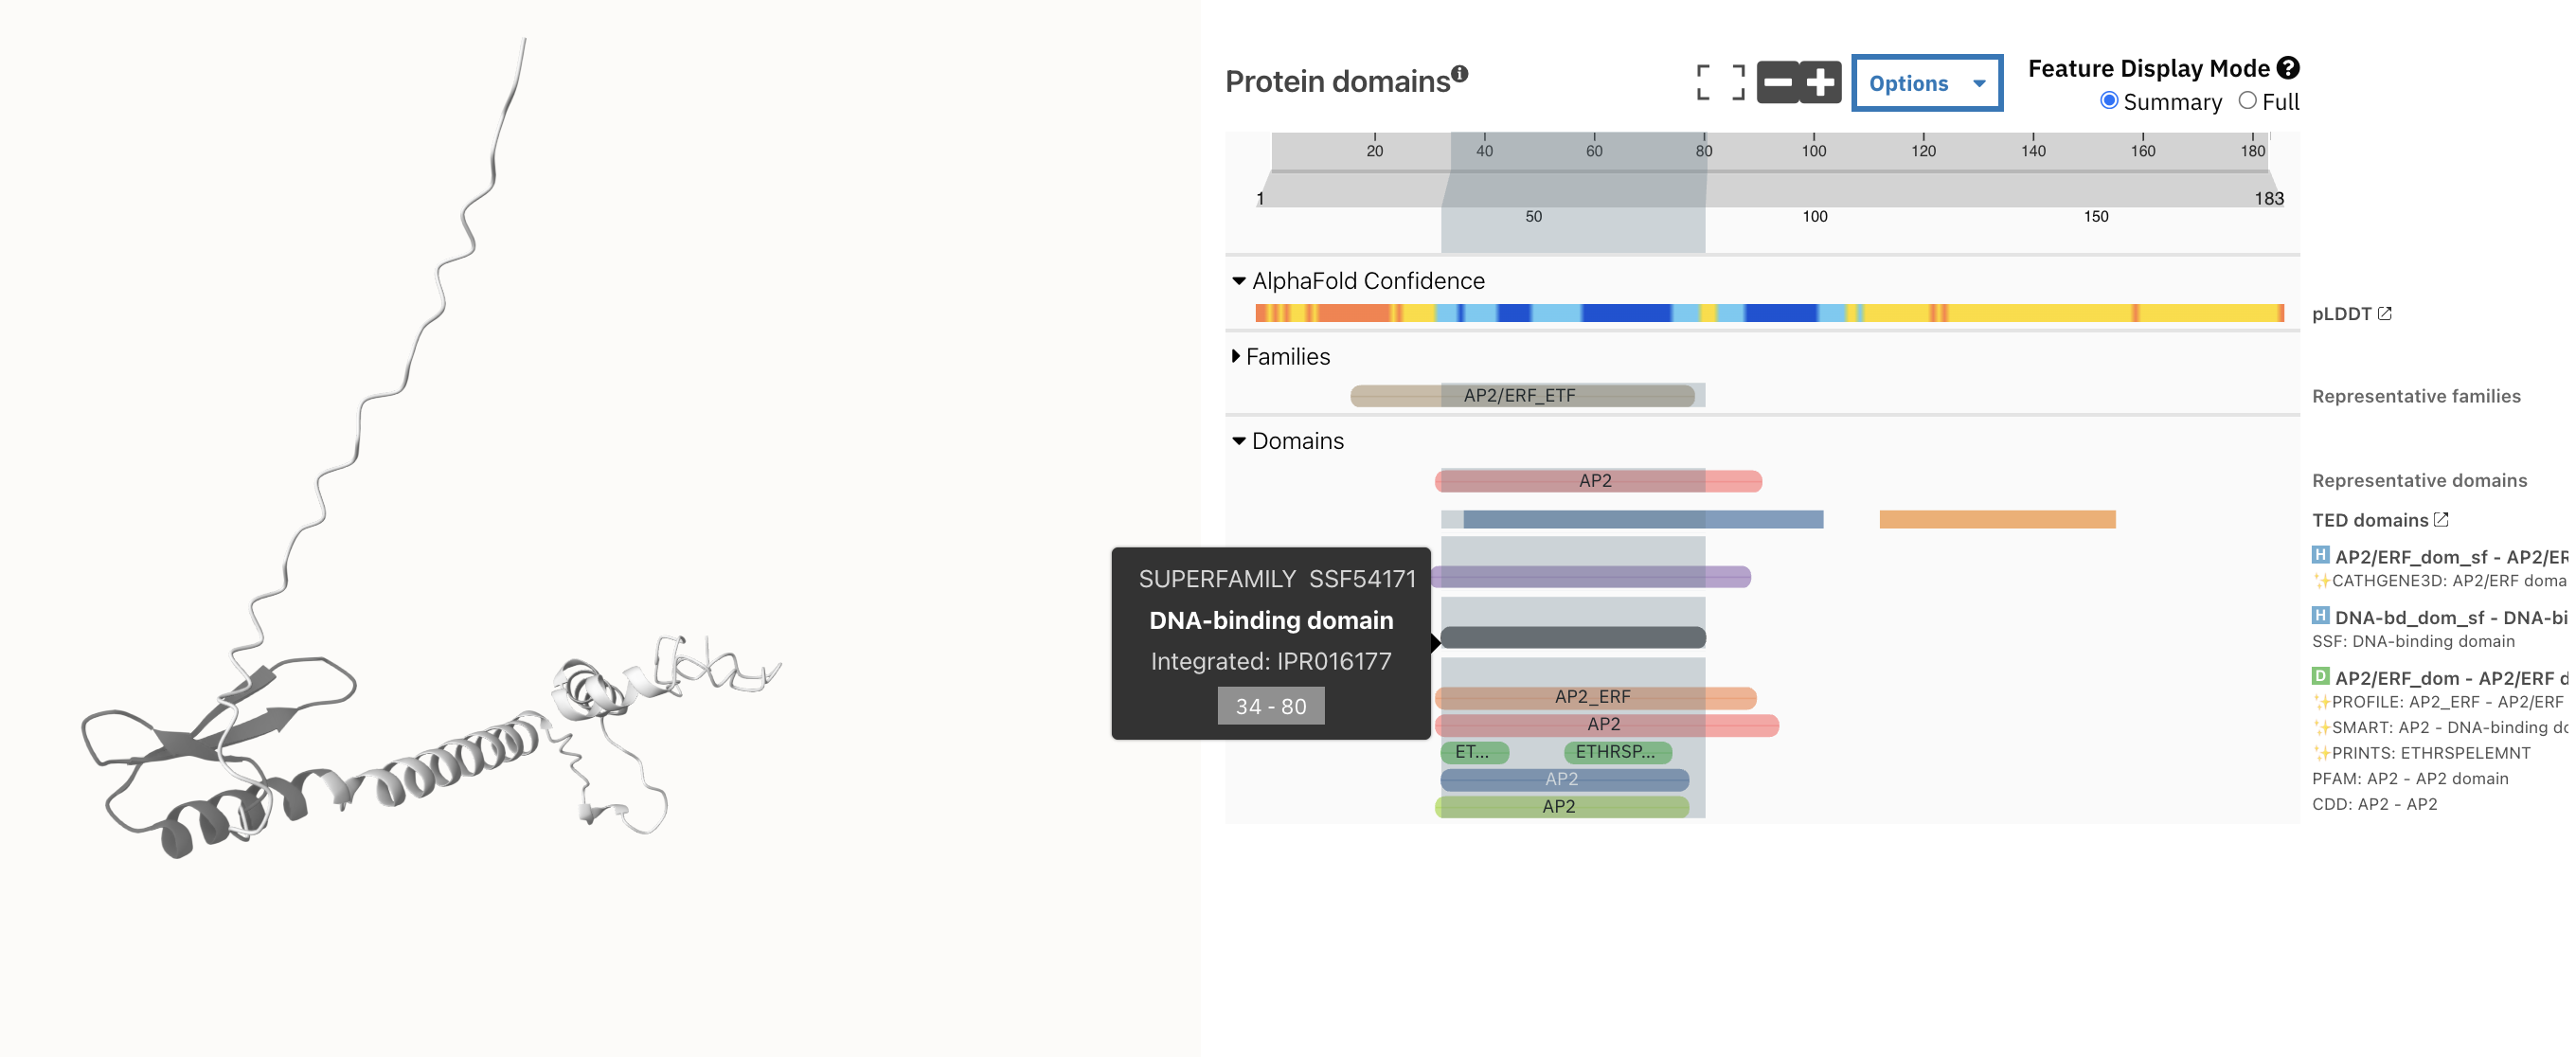 Protein domains
Options
Feature Display Mode
Summary Full
20 40 60 80 100 120 140 160 180
1 183
50 100 150
AlphaFold Confidence
pLDDT
Families
AP2/ERF_ETF
Representative families
Domains
AP2
Representative domains
TED domains
H AP2/ERF_dom_sf - AP2/ER
CATHGENE3D: AP2/ERF doma
SUPERFAMILY SSF54171
DNA-binding domain
Integrated: IPR016177
34 - 80
H DNA-bd_dom_sf - DNA-bi
SSF: DNA-binding domain
D AP2/ERF_dom - AP2/ERF d
AP2_ERF
PROFILE: AP2_ERF - AP2/ERF
AP2
SMART: AP2 - DNA-binding do
ET... ETHRSP...
PRINTS: ETHRSPELEMNT
AP2
PFAM: AP2 - AP2 domain
AP2
CDD: AP2 - AP2